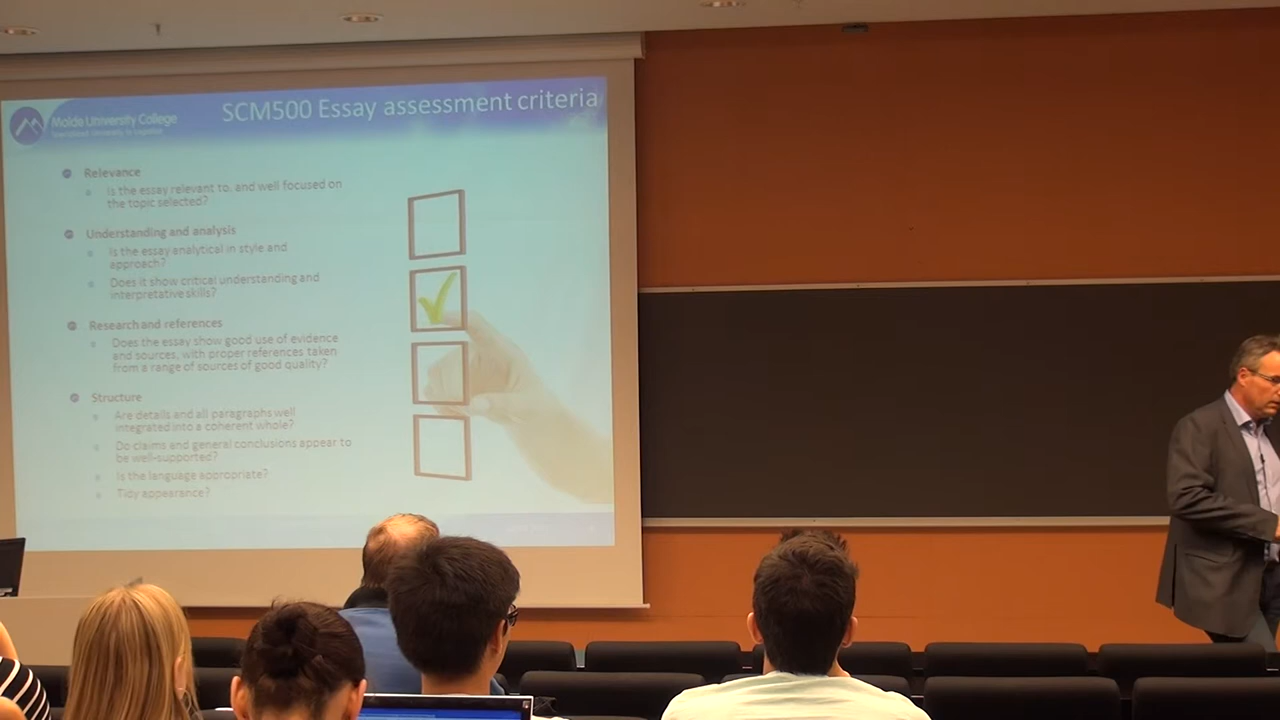 SCM500 Essay assessment criteria
Molde University College
Relevance
Is the essay relevant to, and well focused on
the topic selected?
Understanding and analysis
Is the essay analytical in style and
approach?
Does it show critical understanding and
interpretative skills?
Research and references
Does the essay show good use of evidence
and sources, with proper references taken
from a range of sources of good quality?
Structure
Are details and all paragraphs well
integrated into a coherent whole?
Do claims and general conclusions appear to
be well-supported?
Is the language appropriate?
Tidy appearance?